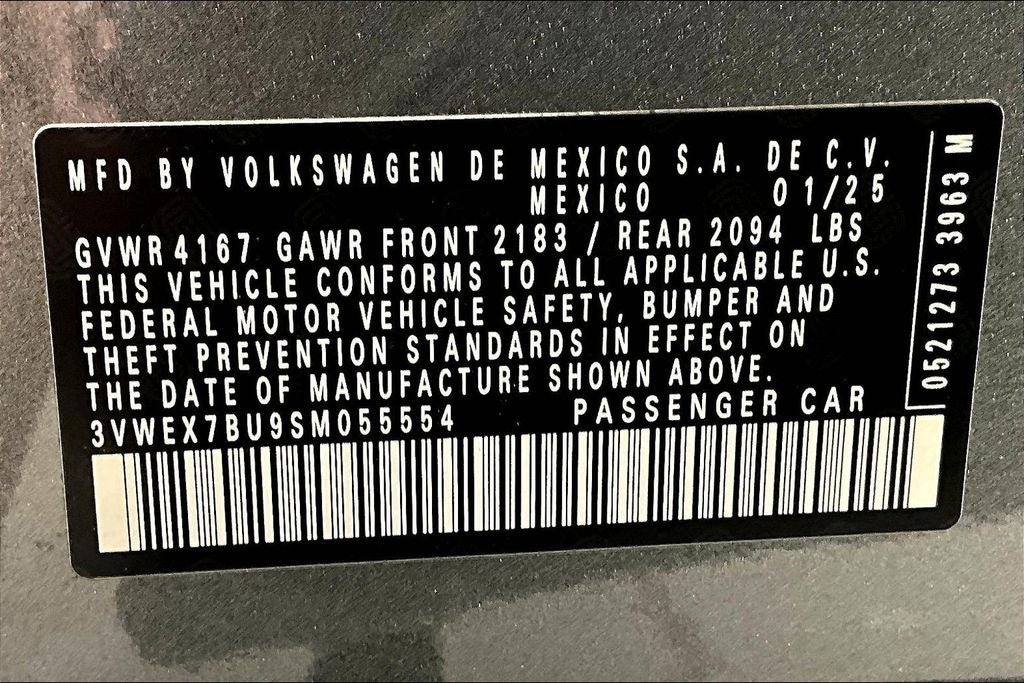 MFD BY VOLKSWAGEN DE MEXICO S.A. DE C.V.
MEXICO 01/25
GVWR 4167 GAWR FRONT 2183 / REAR 2094 LBS
THIS VEHICLE CONFORMS TO ALL APPLICABLE U.S.
FEDERAL MOTOR VEHICLE SAFETY, BUMPER AND
THEFT PREVENTION STANDARDS IN EFFECT ON
THE DATE OF MANUFACTURE SHOWN ABOVE.
3VWEX7BU9SM055554 PASSENGER CAR
0521273 3963 M